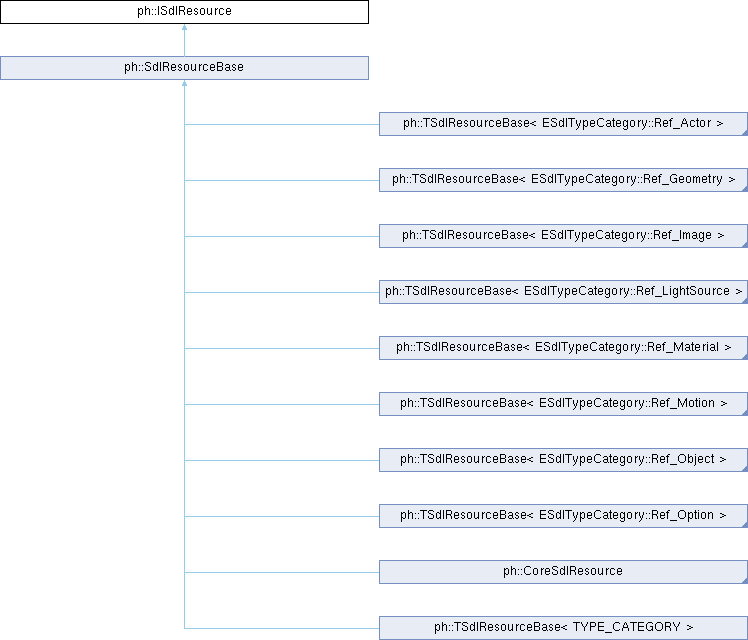 ph::ISdlResource
ph::SdlResourceBase
ph::TSdlResourceBase< ESdlTypeCategory::Ref_Actor >
ph::TSdlResourceBase< ESdlTypeCategory::Ref_Geometry >
ph::TSdlResourceBase< ESdlTypeCategory::Ref_Image >
ph::TSdlResourceBase< ESdlTypeCategory::Ref_LightSource >
ph::TSdlResourceBase< ESdlTypeCategory::Ref_Material >
ph::TSdlResourceBase< ESdlTypeCategory::Ref_Motion >
ph::TSdlResourceBase< ESdlTypeCategory::Ref_Object >
ph::TSdlResourceBase< ESdlTypeCategory::Ref_Option >
ph::CoreSdlResource
ph::TSdlResourceBase< TYPE_CATEGORY >